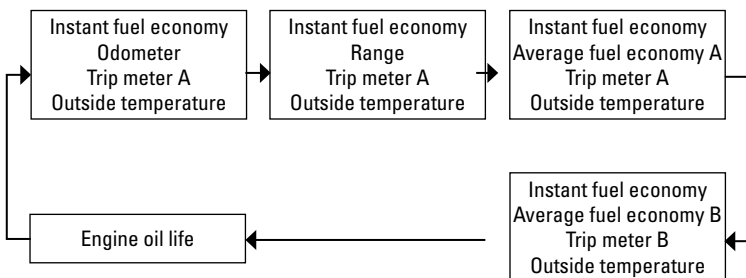 Instant fuel economy
Odometer
Trip meter A
Outside temperature
Instant fuel economy
Range
Trip meter A
Outside temperature
Instant fuel economy
Average fuel economy A
Trip meter A
Outside temperature
Instant fuel economy
Average fuel economy B
Trip meter B
Outside temperature
Engine oil life